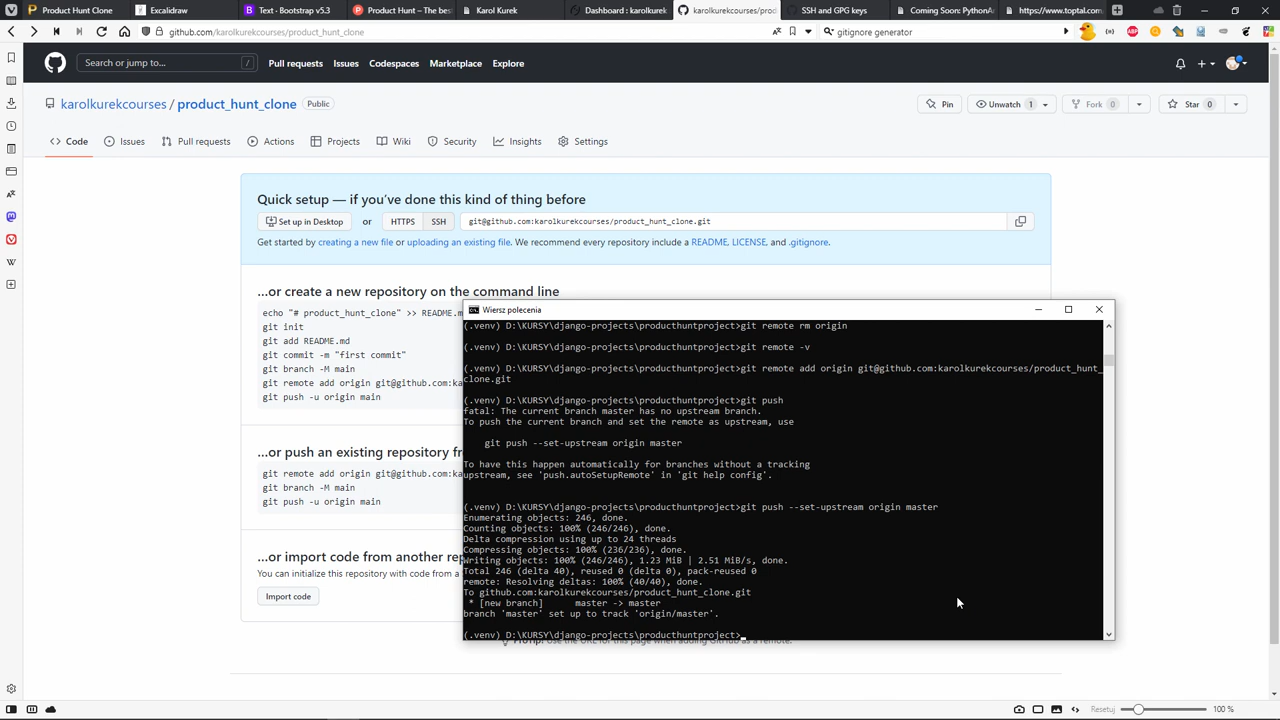 Product Hunt Clone
Excalidraw
Text · Bootstrap v5.3
Product Hunt – The bes
Karol Kurek
Dashboard : karolkurek
karolkurekcourses/prod
SSH and GPG keys
Coming Soon: PythonAn
https://www.toptal.com
github.com/karolkurekcourses/product_hunt_clone
gitignore generator
Search or jump to...
/
Pull requests
Issues
Codespaces
Marketplace
Explore
karolkurekcourses / product_hunt_clone
Public
Pin
Unwatch 1
Fork 0
Star 0
Code
Issues
Pull requests
Actions
Projects
Wiki
Security
Insights
Settings
Quick setup — if you've done this kind of thing before
Set up in Desktop
or
HTTPS
SSH
git@github.com:karolkurekcourses/product_hunt_clone.git
Get started by creating a new file or uploading an existing file. We recommend every repository include a README, LICENSE, and .gitignore.
...or create a new repository on the command line
echo "# product_hunt_clone" >> README.m
git init
git add README.md
git commit -m "first commit"
git branch -M main
git remote add origin git@github.com:ka
git push -u origin main
...or push an existing repository fr
git remote add origin git@github.com:ka
git branch -M main
git push -u origin main
...or import code from another rep
You can initialize this repository with code from a
Import code
Wiersz polecenia
(.venv) D:\KURSY\django-projects\producthuntproject>git remote rm origin
(.venv) D:\KURSY\django-projects\producthuntproject>git remote -v
(.venv) D:\KURSY\django-projects\producthuntproject>git remote add origin git@github.com:karolkurekcourses/product_hunt_
clone.git
(.venv) D:\KURSY\django-projects\producthuntproject>git push
fatal: The current branch master has no upstream branch.
To push the current branch and set the remote as upstream, use
git push --set-upstream origin master
To have this happen automatically for branches without a tracking
upstream, see 'push.autoSetupRemote' in 'git help config'.
(.venv) D:\KURSY\django-projects\producthuntproject>git push --set-upstream origin master
Enumerating objects: 246, done.
Counting objects: 100% (246/246), done.
Delta compression using up to 24 threads
Compressing objects: 100% (236/236), done.
Writing objects: 100% (246/246), 1.23 MiB | 2.51 MiB/s, done.
Total 246 (delta 40), reused 0 (delta 0), pack-reused 0
remote: Resolving deltas: 100% (40/40), done.
To github.com:karolkurekcourses/product_hunt_clone.git
* [new branch] master -> master
branch 'master' set up to track 'origin/master'.
(.venv) D:\KURSY\django-projects\producthuntproject>
ProTip! Use the URL for this page when adding GitHub as a remote.
Resetuj
100 %